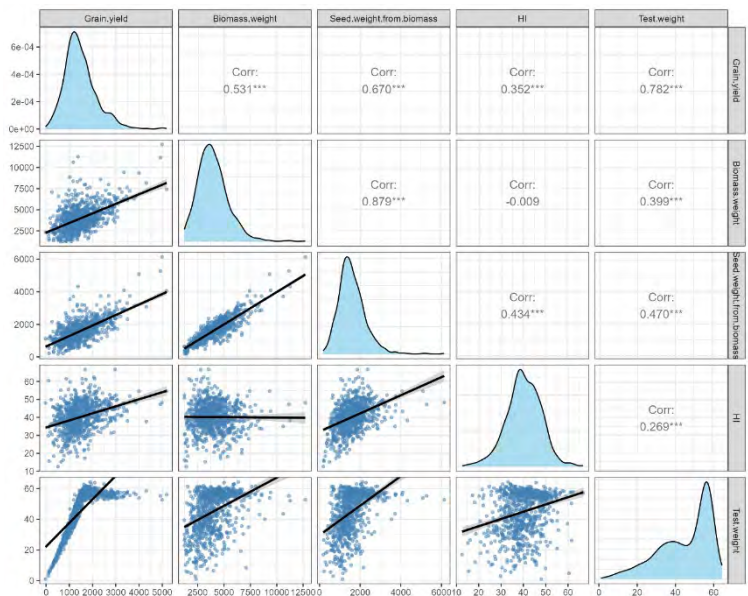 Grain.yield Biomass.weight Seed.weight.from.biomass HI Test.weight
6e-04
4e-04
2e-04
0e+00
Corr:
0.531***
Corr:
0.670***
Corr:
0.352***
Corr:
0.782***
Grain.yield
12500
10000
7500
5000
2500
Corr:
0.879***
Corr:
-0.009
Corr:
0.399***
Biomass.weight
6000
4000
2000
0
Corr:
0.434***
Corr:
0.470***
Seed.weight.from.biomass
60
50
40
30
20
10
Corr:
0.269***
HI
60
40
20
0
Test.weight
0 1000 2000 3000 4000 5000
2500 5000 7500 10000 12500
0 2000 4000 6000
10 20 30 40 50 60
0 20 40 60